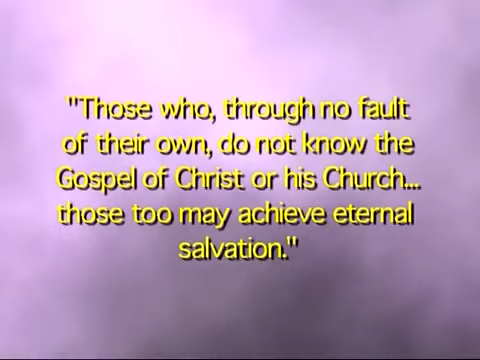 "Those who, through no fault
of their own, do not know the
Gospel of Christ or his Church...
those too may achieve eternal
salvation."